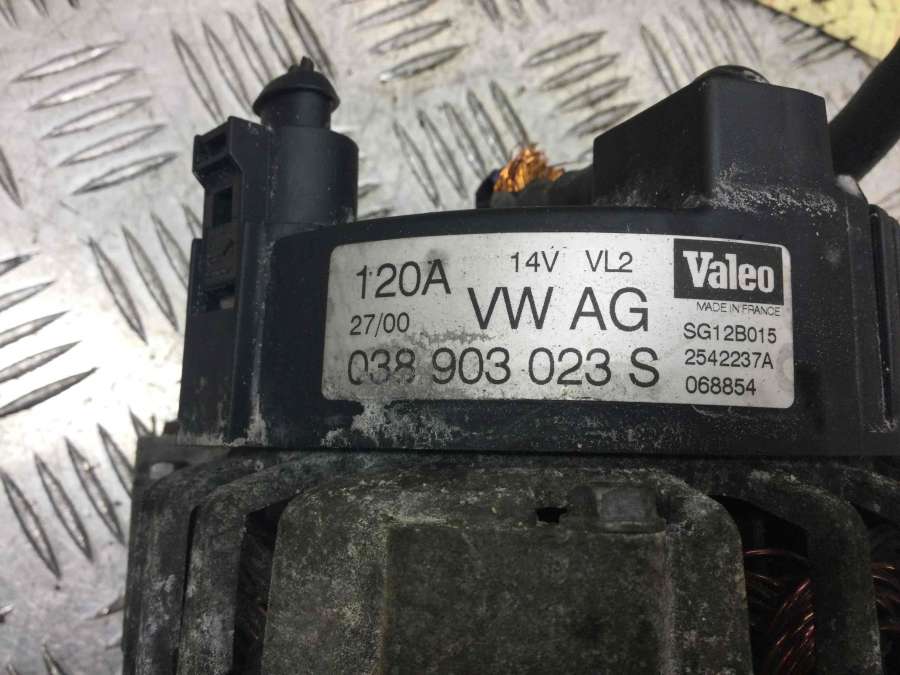 120A 14V VL2 Valeo
MADE IN FRANCE
27/00 VW AG SG12B015
038 903 023 S 2542237A
068854